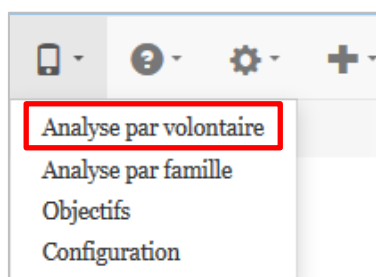 Analyse par volontaire
Analyse par famille
Objectifs
Configuration